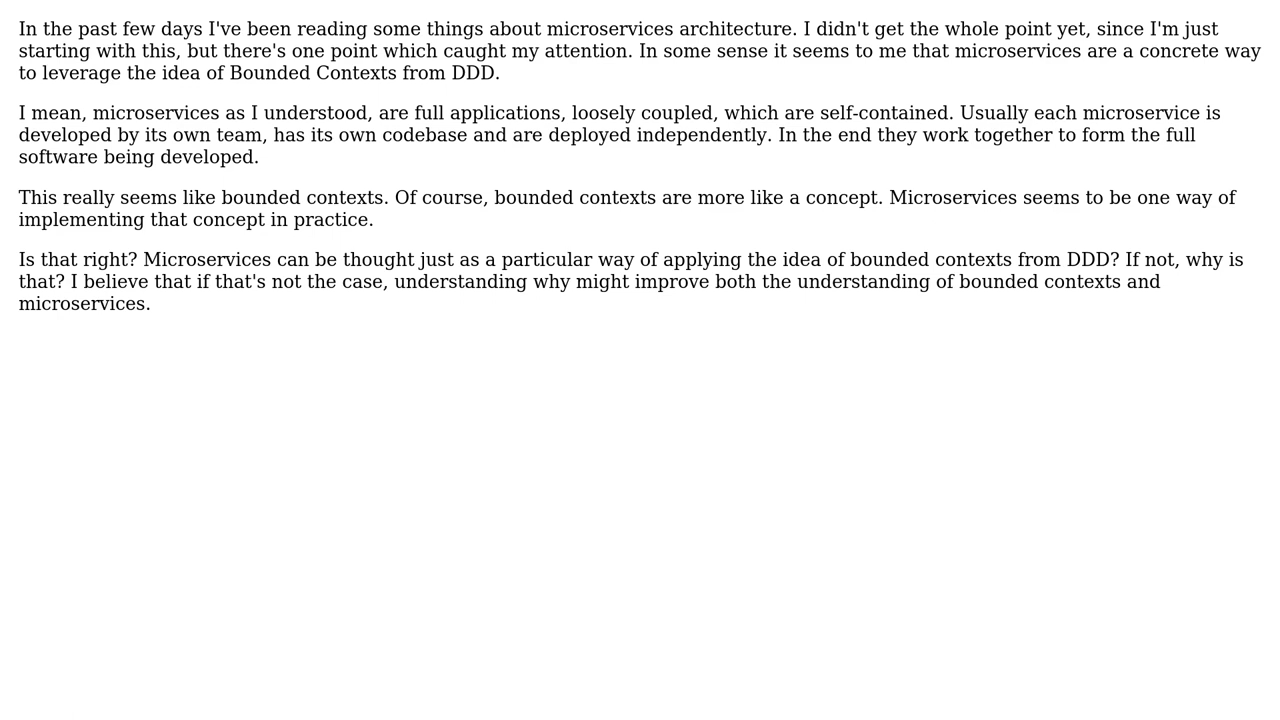 In the past few days I've been reading some things about microservices architecture. I didn't get the whole point yet, since I'm just
starting with this, but there's one point which caught my attention. In some sense it seems to me that microservices are a concrete way
to leverage the idea of Bounded Contexts from DDD.
I mean, microservices as I understood, are full applications, loosely coupled, which are self-contained. Usually each microservice is
developed by its own team, has its own codebase and are deployed independently. In the end they work together to form the full
software being developed.
This really seems like bounded contexts. Of course, bounded contexts are more like a concept. Microservices seems to be one way of
implementing that concept in practice.
Is that right? Microservices can be thought just as a particular way of applying the idea of bounded contexts from DDD? If not, why is
that? I believe that if that's not the case, understanding why might improve both the understanding of bounded contexts and
microservices.